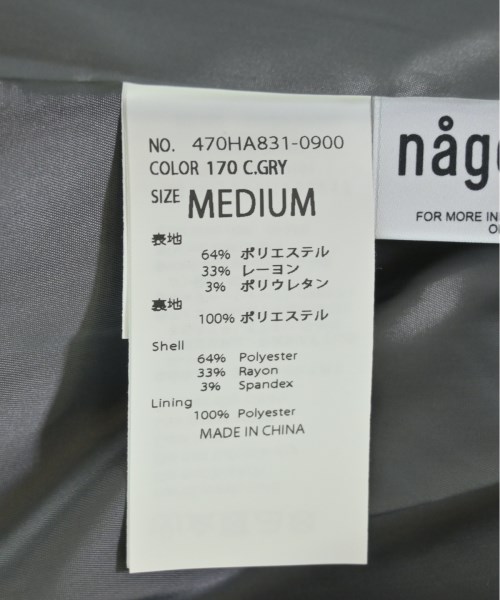 NO. 470HA831-0900
COLOR 170 C.GRY
SIZE MEDIUM
表地
64% ポリエステル
33% レーヨン
3% ポリウレタン
裏地
100% ポリエステル
Shell
64% Polyester
33% Rayon
3% Spandex
Lining
100% Polyester
MADE IN CHINA
någ
FOR MORE IN